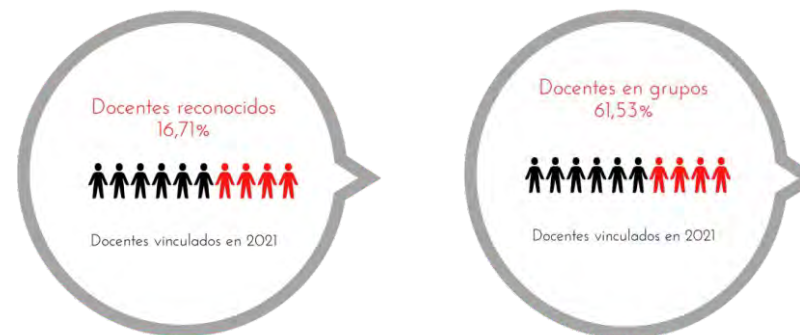 Docentes reconocidos
16,71%
Docentes vinculados en 2021
Docentes en grupos
61,53%
Docentes vinculados en 2021